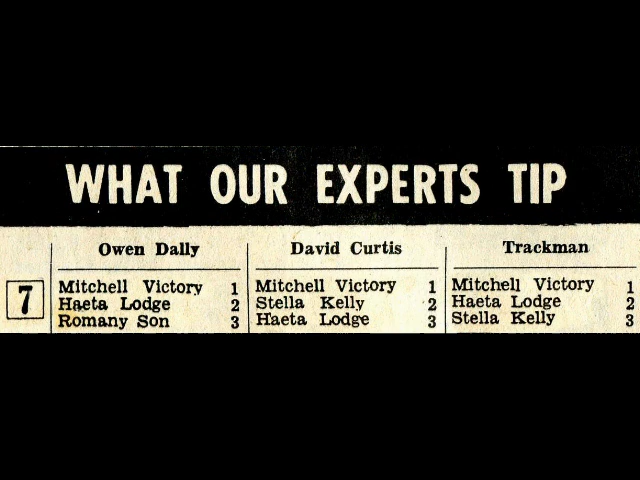 WHAT OUR EXPERTS TIP
Owen Dally David Curtis Trackman
7
Mitchell Victory 1 Mitchell Victory 1 Mitchell Victory 1
Haeta Lodge 2 Stella Kelly 2 Haeta Lodge 2
Romany Son 3 Haeta Lodge 3 Stella Kelly 3